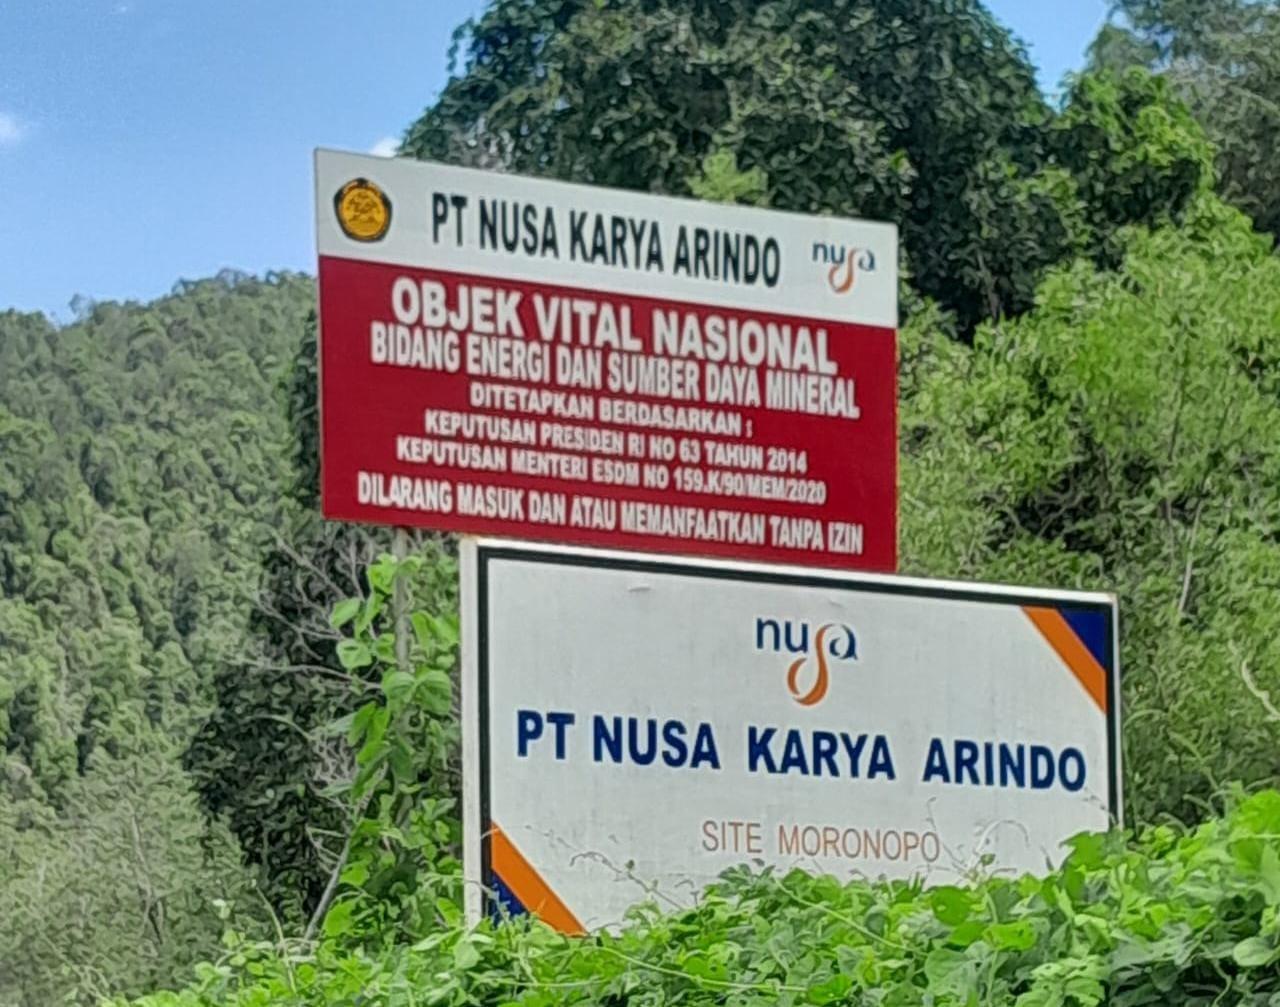 PT NUSA KARYA ARINDO
nusa
OBJEK VITAL NASIONAL
BIDANG ENERGI DAN SUMBER DAYA MINERAL
DITETAPKAN BERDASARKAN :
KEPUTUSAN PRESIDEN RI NO 63 TAHUN 2014
KEPUTUSAN MENTERI ESDM NO 159.K/90/MEM/2020
DILARANG MASUK DAN ATAU MEMANFAATKAN TANPA IZIN
nusa
PT NUSA KARYA ARINDO
SITE MORONOPO